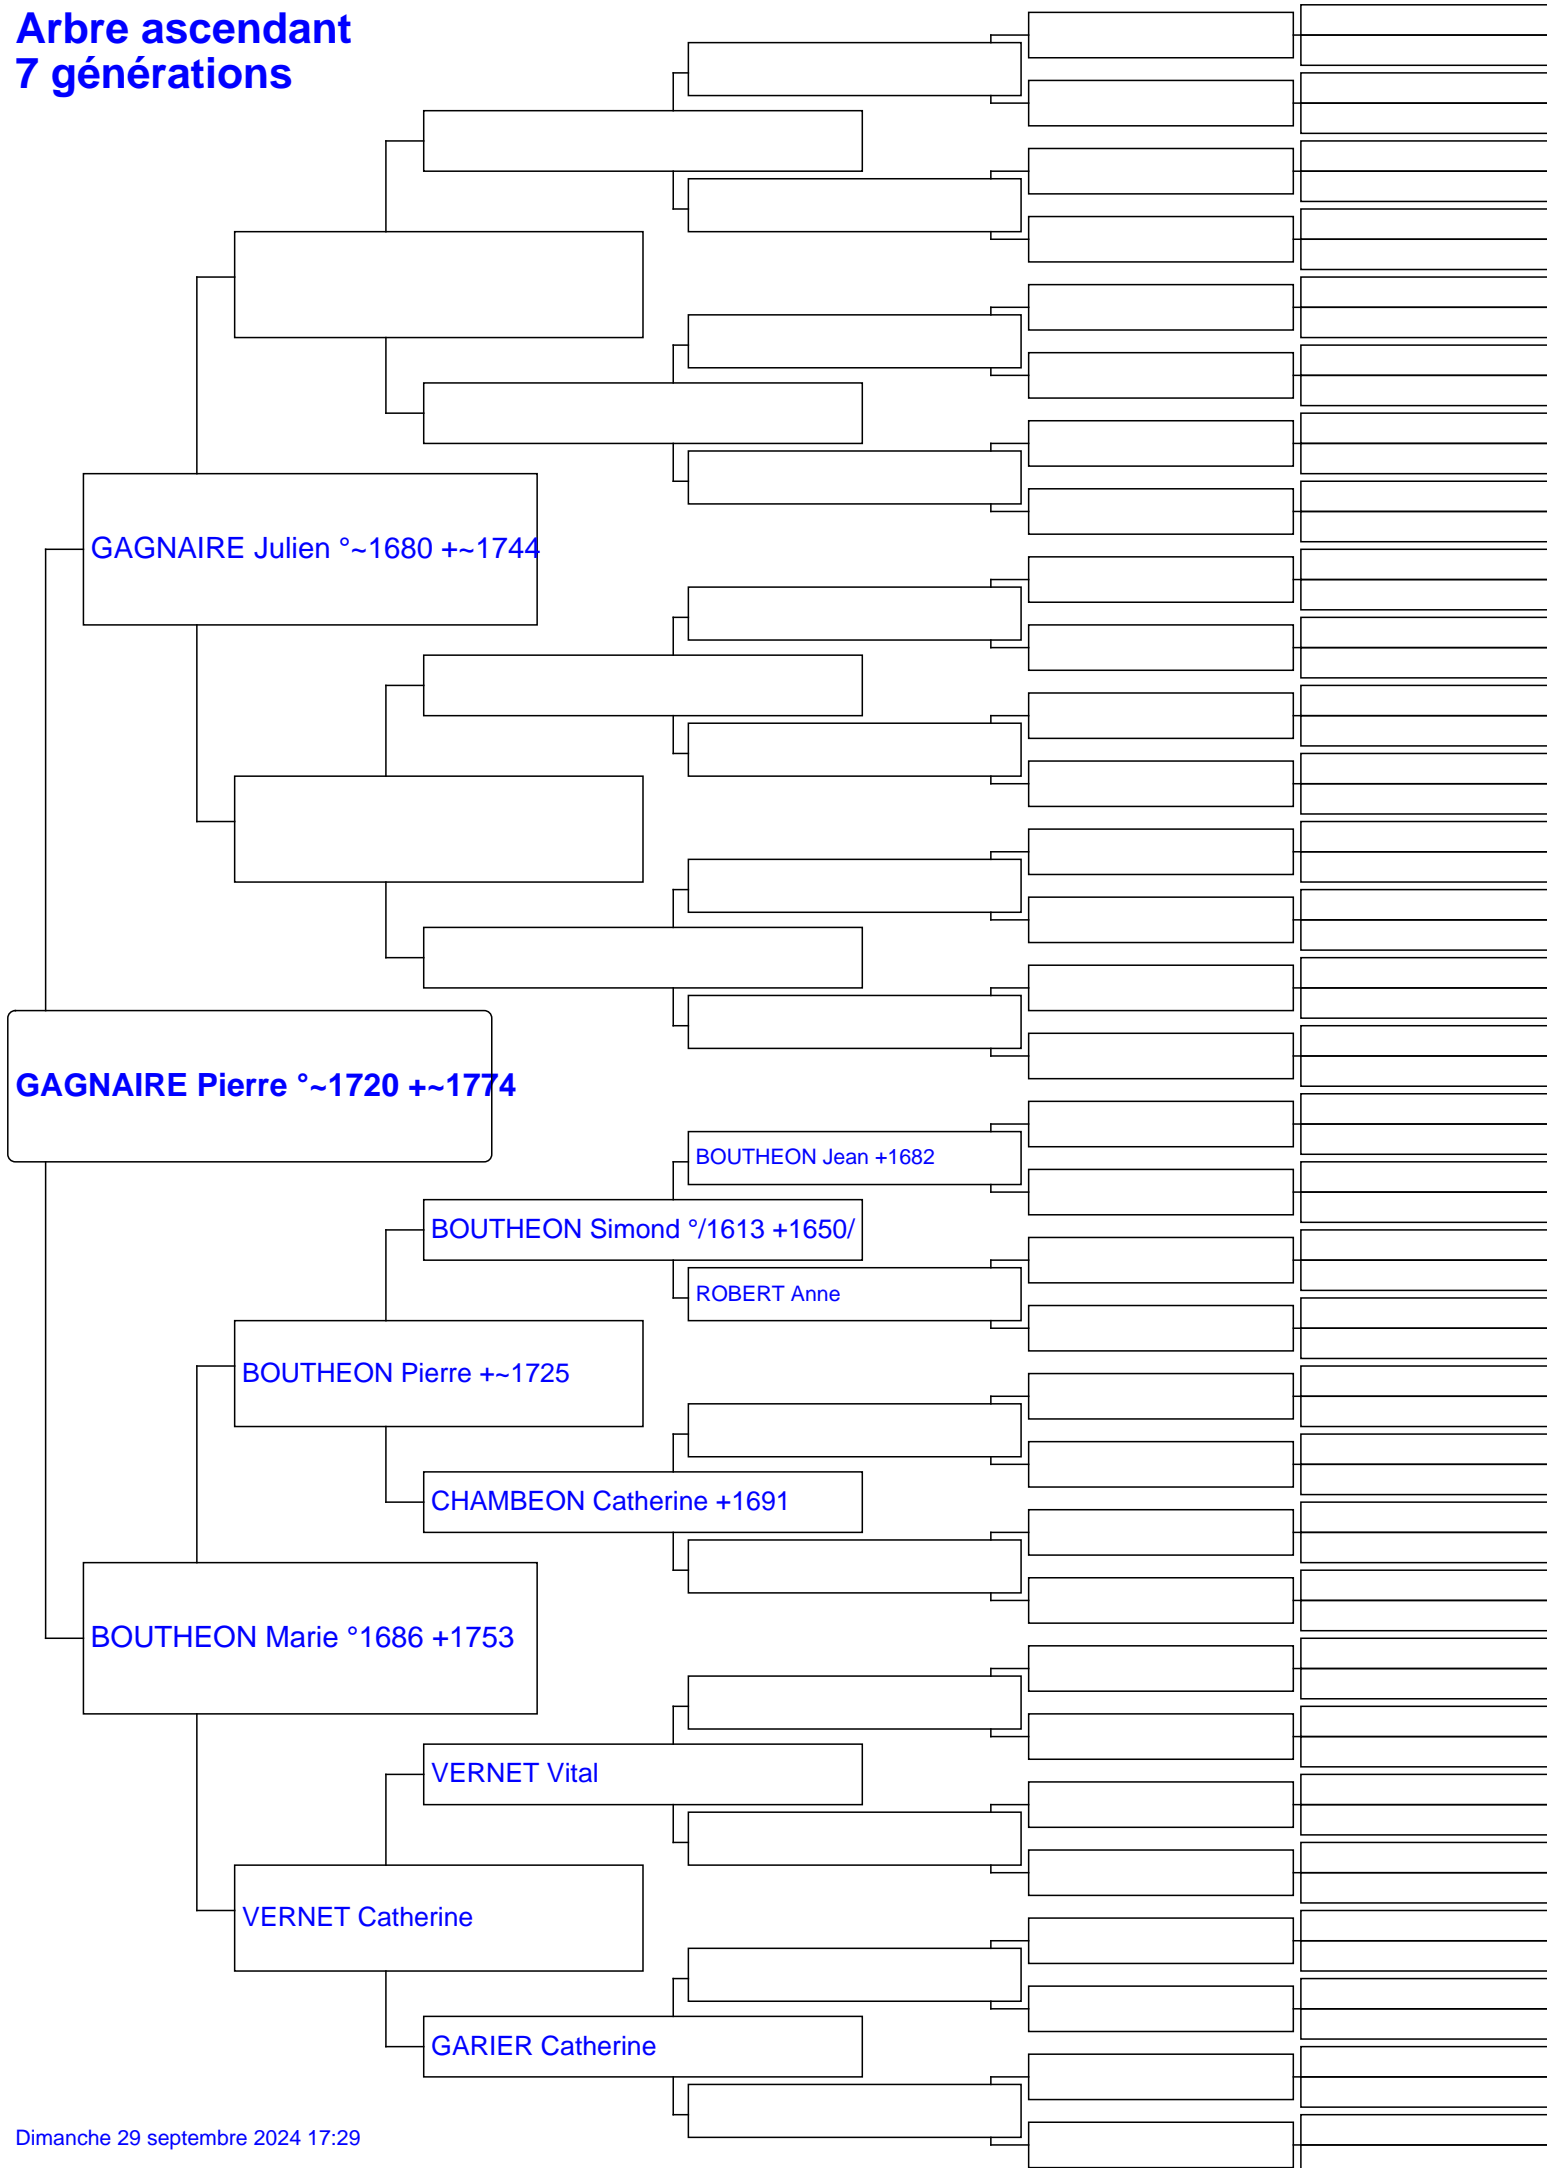 Arbre ascendant
7 générations
GAGNAIRE Julien °~1680 +~1744
GAGNAIRE Pierre °~1720 +~1774
BOUTHEON Jean +1682
BOUTHEON Simond °/1613 +1650/
ROBERT Anne
BOUTHEON Pierre +~1725
CHAMBEON Catherine +1691
BOUTHEON Marie °1686 +1753
VERNET Vital
VERNET Catherine
GARIER Catherine
Dimanche 29 septembre 2024 17:29